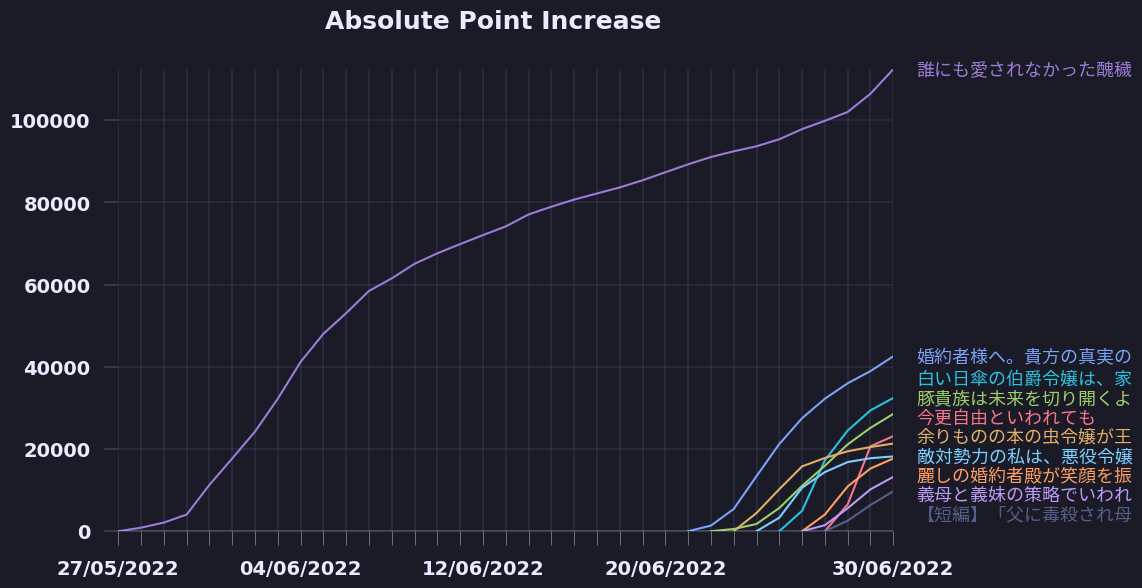 Absolute Point Increase
誰にも愛されなかった醜穢
100000
80000
60000
40000
20000
0
婚約者様へ。貴方の真実の
白い日傘の伯爵令嬢は、家
豚貴族は未来を切り開くよ
今更自由といわれても
余りものの本の虫令嬢が王
敵対勢力の私は、悪役令嬢
麗しの婚約者殿が笑顔を振
義母と義妹の策略でいわれ
【短編】「父に毒殺され母
27/05/2022
04/06/2022
12/06/2022
20/06/2022
30/06/2022